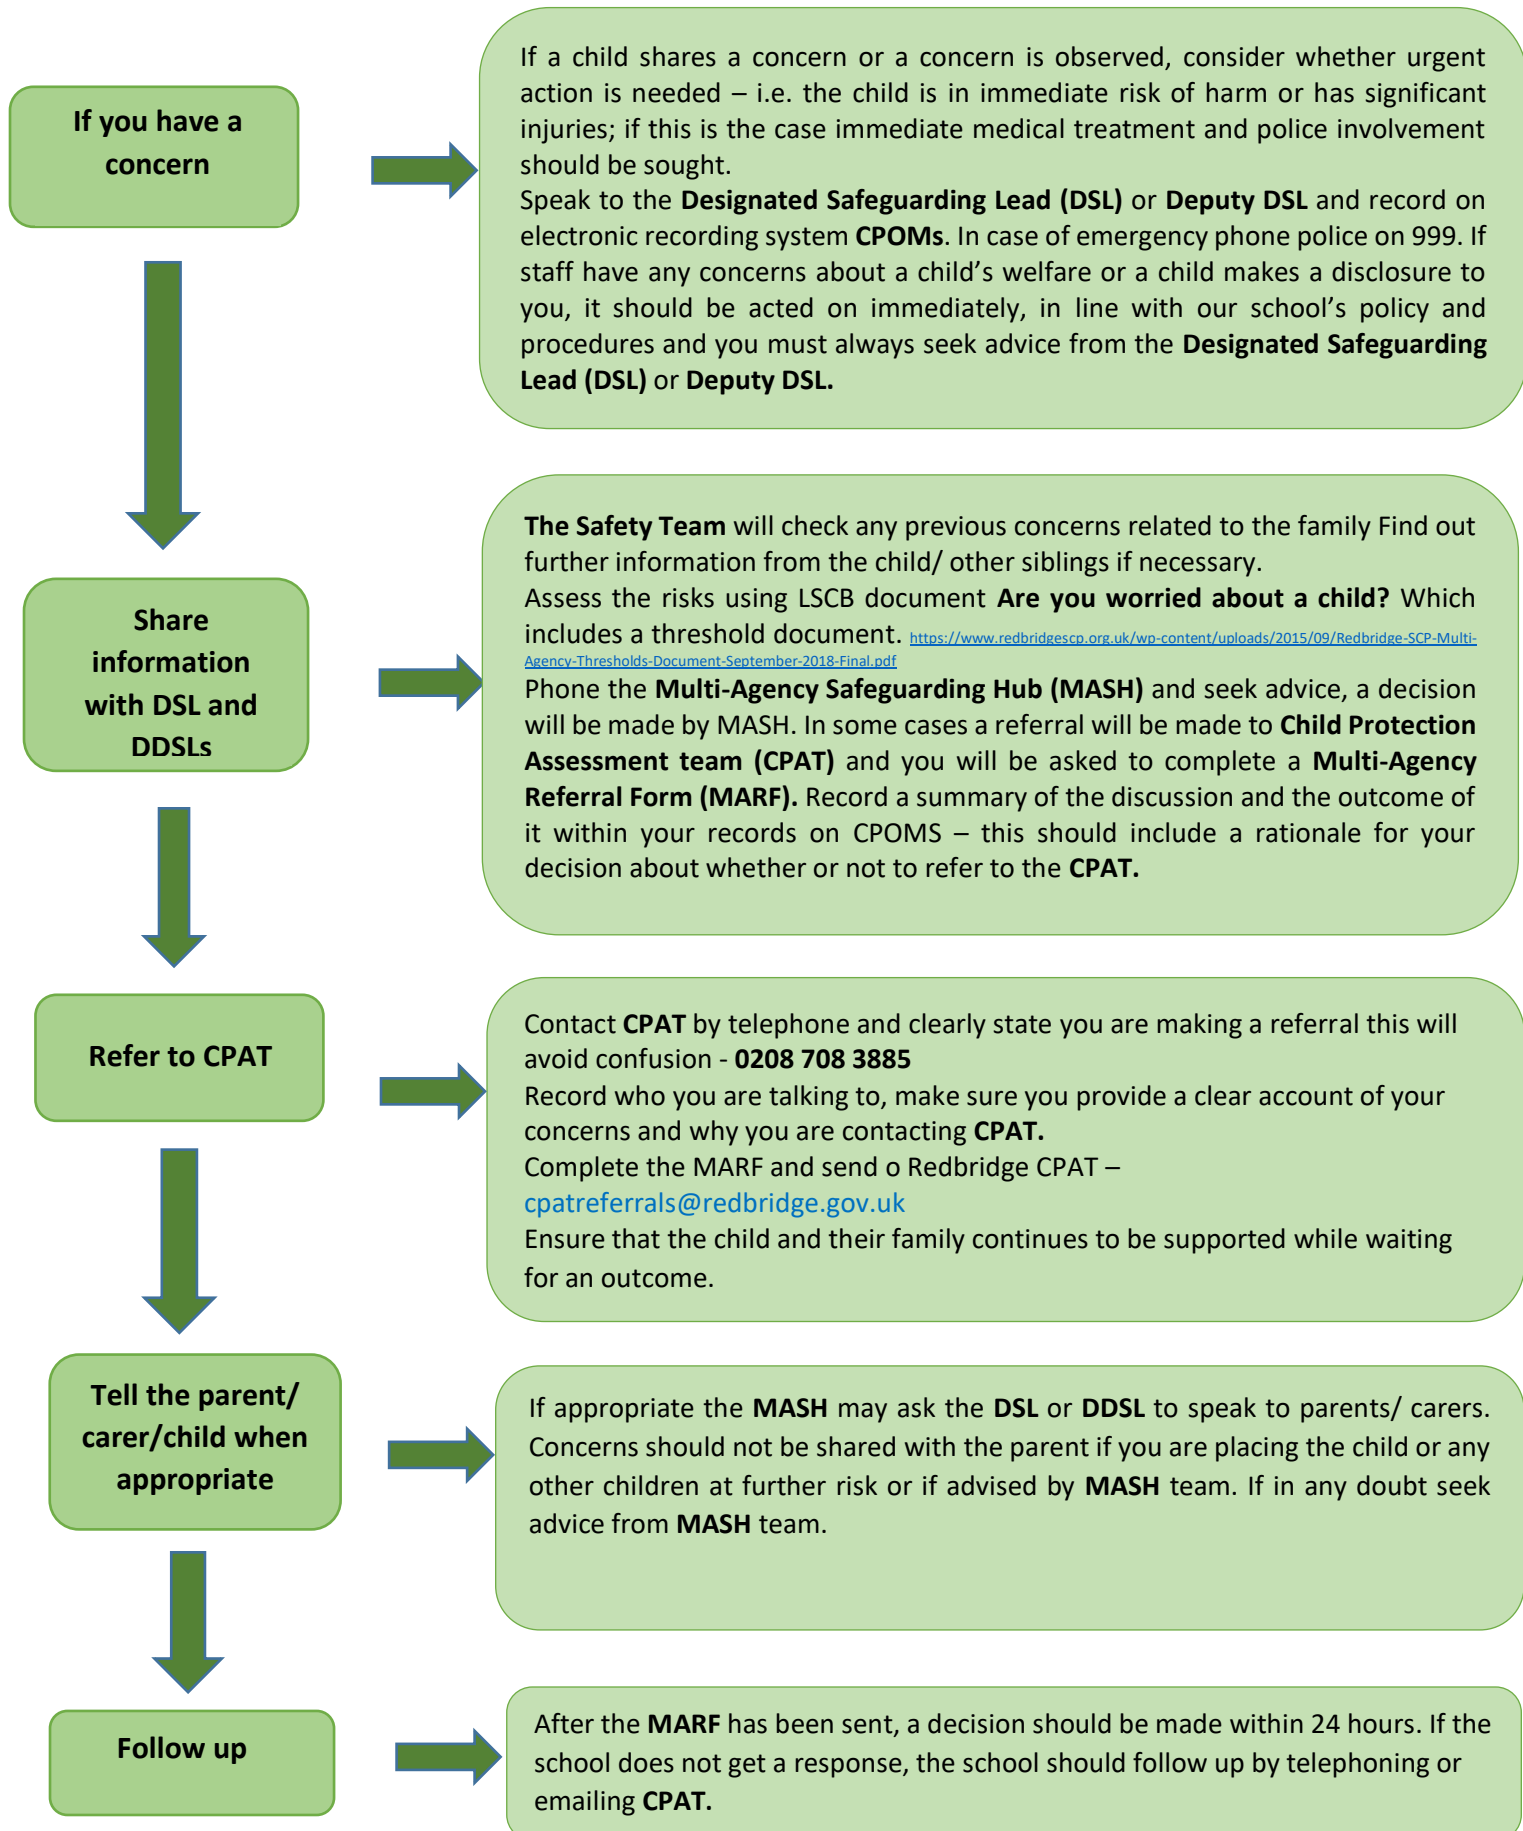 If you have a
concern
If a child shares a concern or a concern is observed, consider whether urgent
action is needed – i.e. the child is in immediate risk of harm or has significant
injuries; if this is the case immediate medical treatment and police involvement
should be sought.
Speak to the Designated Safeguarding Lead (DSL) or Deputy DSL and record on
electronic recording system CPOMs. In case of emergency phone police on 999. If
staff have any concerns about a child’s welfare or a child makes a disclosure to
you, it should be acted on immediately, in line with our school’s policy and
procedures and you must always seek advice from the Designated Safeguarding
Lead (DSL) or Deputy DSL.
Share
information
with DSL and
DDSLs
The Safety Team will check any previous concerns related to the family Find out
further information from the child/ other siblings if necessary.
Assess the risks using LSCB document Are you worried about a child? Which
includes a threshold document. https://www.redbridgescp.org.uk/wp-content/uploads/2015/09/Redbridge-SCP-Multi-
Agency-Thresholds-Document-September-2018-Final.pdf
Phone the Multi-Agency Safeguarding Hub (MASH) and seek advice, a decision
will be made by MASH. In some cases a referral will be made to Child Protection
Assessment team (CPAT) and you will be asked to complete a Multi-Agency
Referral Form (MARF). Record a summary of the discussion and the outcome of
it within your records on CPOMS – this should include a rationale for your
decision about whether or not to refer to the CPAT.
Refer to CPAT
Contact CPAT by telephone and clearly state you are making a referral this will
avoid confusion - 0208 708 3885
Record who you are talking to, make sure you provide a clear account of your
concerns and why you are contacting CPAT.
Complete the MARF and send o Redbridge CPAT –
cpatreferrals@redbridge.gov.uk
Ensure that the child and their family continues to be supported while waiting
for an outcome.
Tell the parent/
carer/child when
appropriate
If appropriate the MASH may ask the DSL or DDSL to speak to parents/ carers.
Concerns should not be shared with the parent if you are placing the child or any
other children at further risk or if advised by MASH team. If in any doubt seek
advice from MASH team.
Follow up
After the MARF has been sent, a decision should be made within 24 hours. If the
school does not get a response, the school should follow up by telephoning or
emailing CPAT.